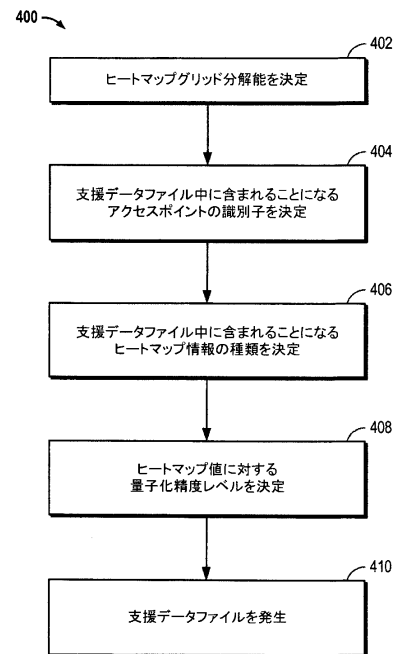 400
402
ヒートマップグリッド分解能を決定
404
支援データファイル中に含まれることになる
アクセスポイントの識別子を決定
406
支援データファイル中に含まれることになる
ヒートマップ情報の種類を決定
408
ヒートマップ値に対する
量子化精度レベルを決定
410
支援データファイルを発生